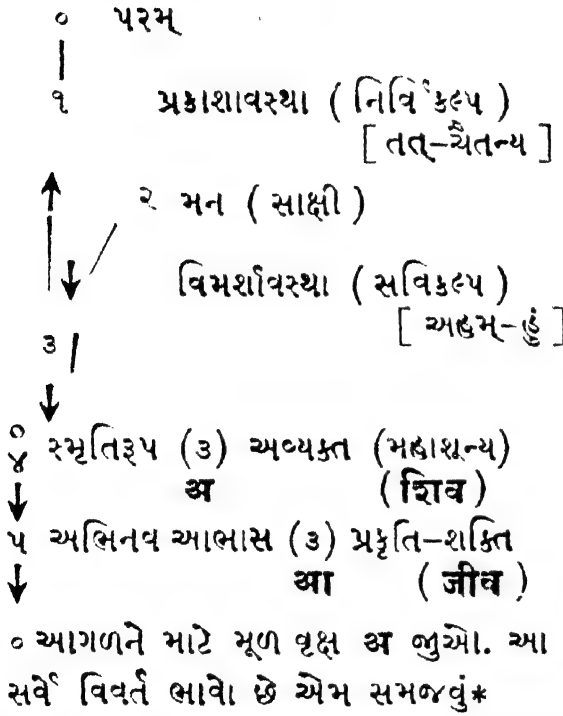 ૦ પરમ્
૧ પ્રકાશાવસ્થા ( નિર્વિકલ્પ )
[ તત્-ચૈતન્ય ]
૨ મન ( સાક્ષી )
વિમર્શાવસ્થા ( સવિકલ્પ )
[ અહમ્-હું ]
૩
૦
૪ સ્મૃતિરૂપ (૩) અવ્યક્ત (મહાશૂન્ય)
अ ( शिव )
૫ અભિનવ આભાસ (૩) પ્રકૃતિ-શક્તિ
आ ( जीव )
૦ આગળને માટે મૂળ વૃક્ષ अ જુઓ. આ
સર્વે વિવર્ત ભાવો છે એમ સમજવું*